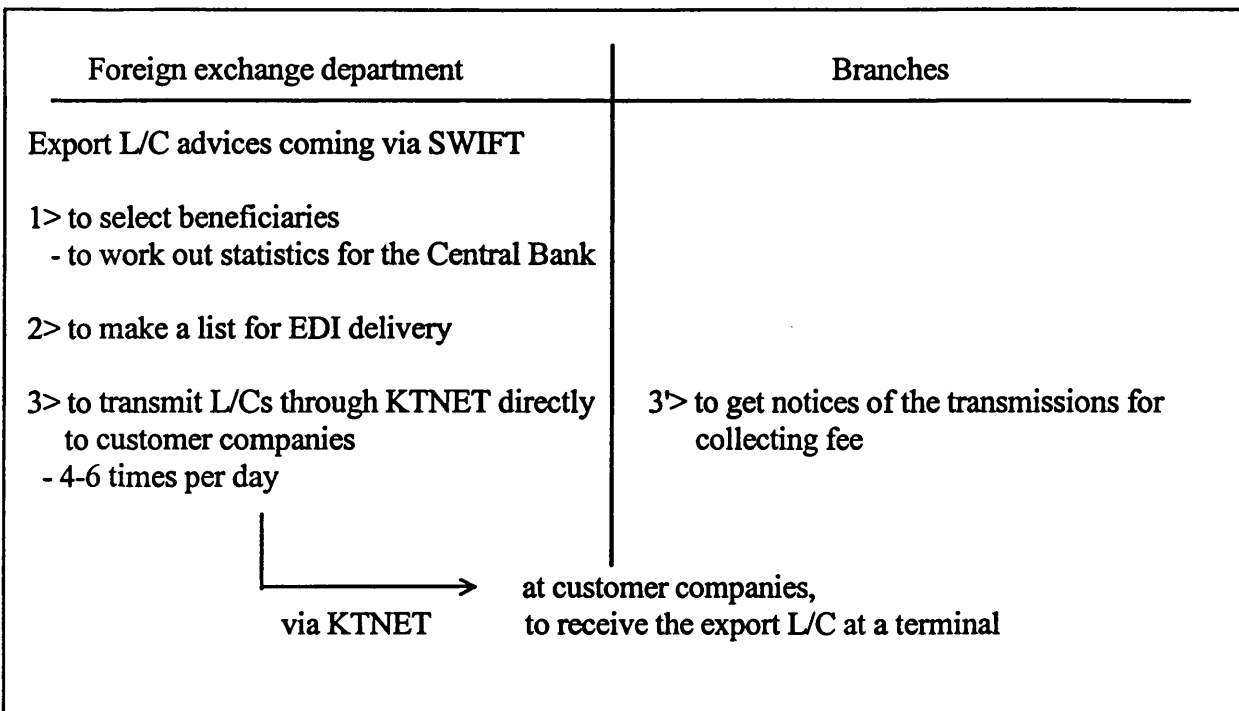 Foreign exchange department
Branches
Export L/C advices coming via SWIFT
1> to select beneficiaries
- to work out statistics for the Central Bank
2> to make a list for EDI delivery
3> to transmit L/Cs through KTNET directly
to customer companies
- 4-6 times per day
3'> to get notices of the transmissions for
collecting fee
via KTNET
at customer companies,
to receive the export L/C at a terminal